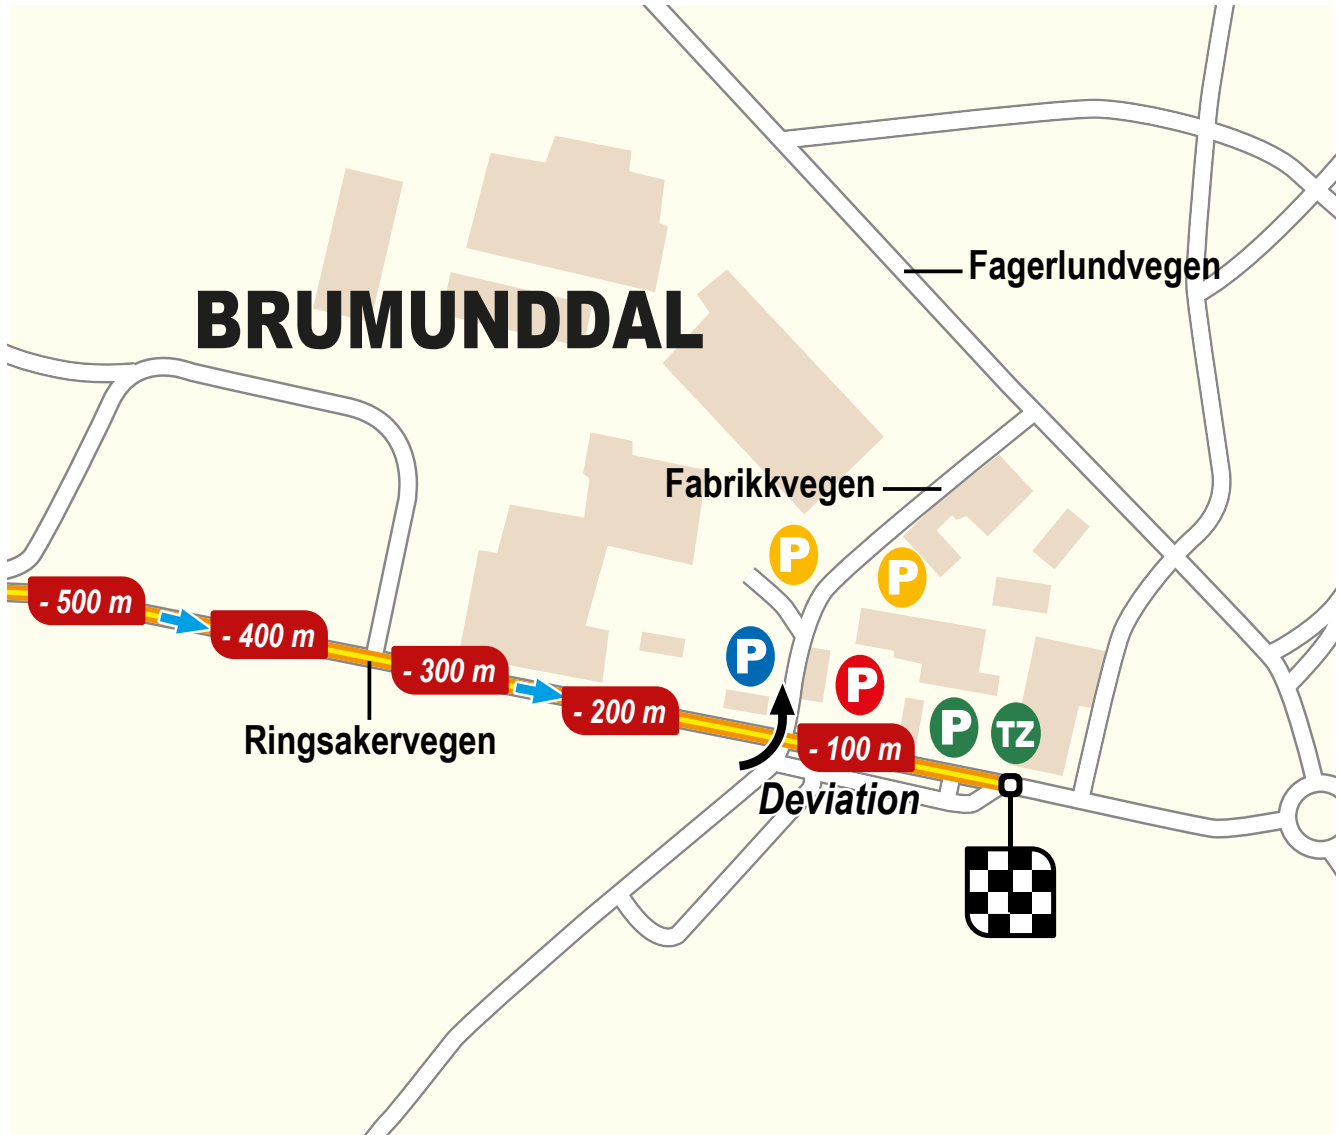 Fagerlundvegen
BRUMUNDDAL
Fabrikkvegen
P
P
- 500 m
- 400 m
- 300 m
P
P
- 200 m
Ringsakervegen
- 100 m
P
TZ
Deviation